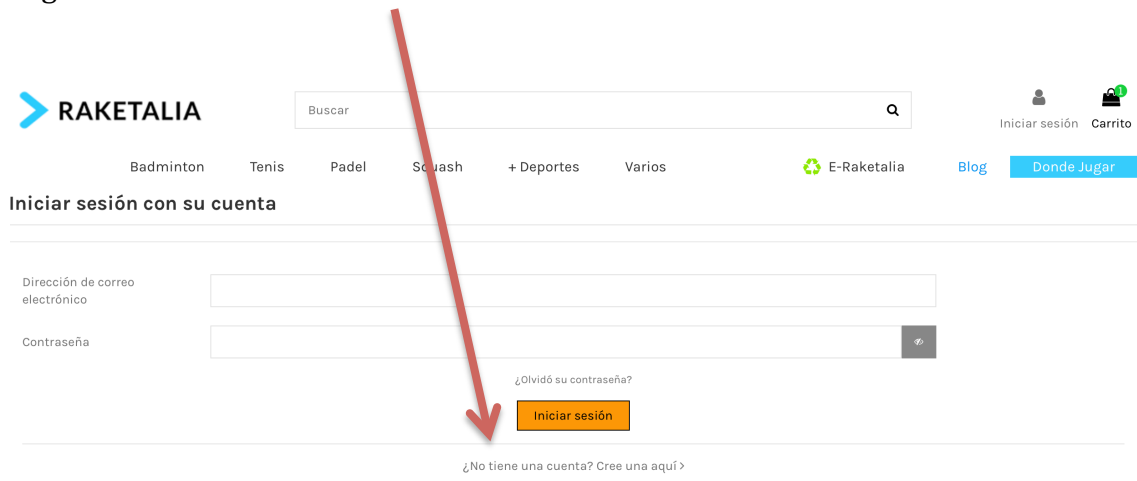 RAKETALIA
Buscar
1
Iniciar sesión Carrito
Badminton Tenis Padel Squash + Deportes Varios E-Raketalia Blog Donde Jugar
Iniciar sesión con su cuenta
Dirección de correo
electrónico
Contraseña
¿Olvidó su contraseña?
Iniciar sesión
¿No tiene una cuenta? Cree una aquí >